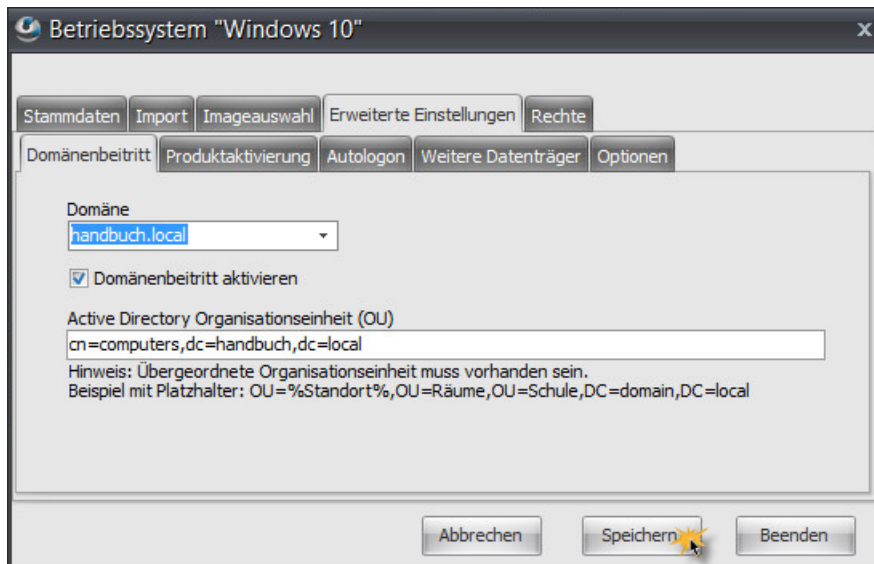 Betriebssystem "Windows 10"
x
Stammdaten Import Imageauswahl Erweiterte Einstellungen Rechte
Domänenbeitritt Produktaktivierung Autologon Weitere Datenträger Optionen
Domäne
handbuch.local
Domänenbeitritt aktivieren
Active Directory Organisationseinheit (OU)
cn=computers,dc=handbuch,dc=local
Hinweis: Übergeordnete Organisationseinheit muss vorhanden sein.
Beispiel mit Platzhalter: OU=%Standort%,OU=Räume,OU=Schule,DC=domain,DC=local
Abbrechen Speichern Beenden